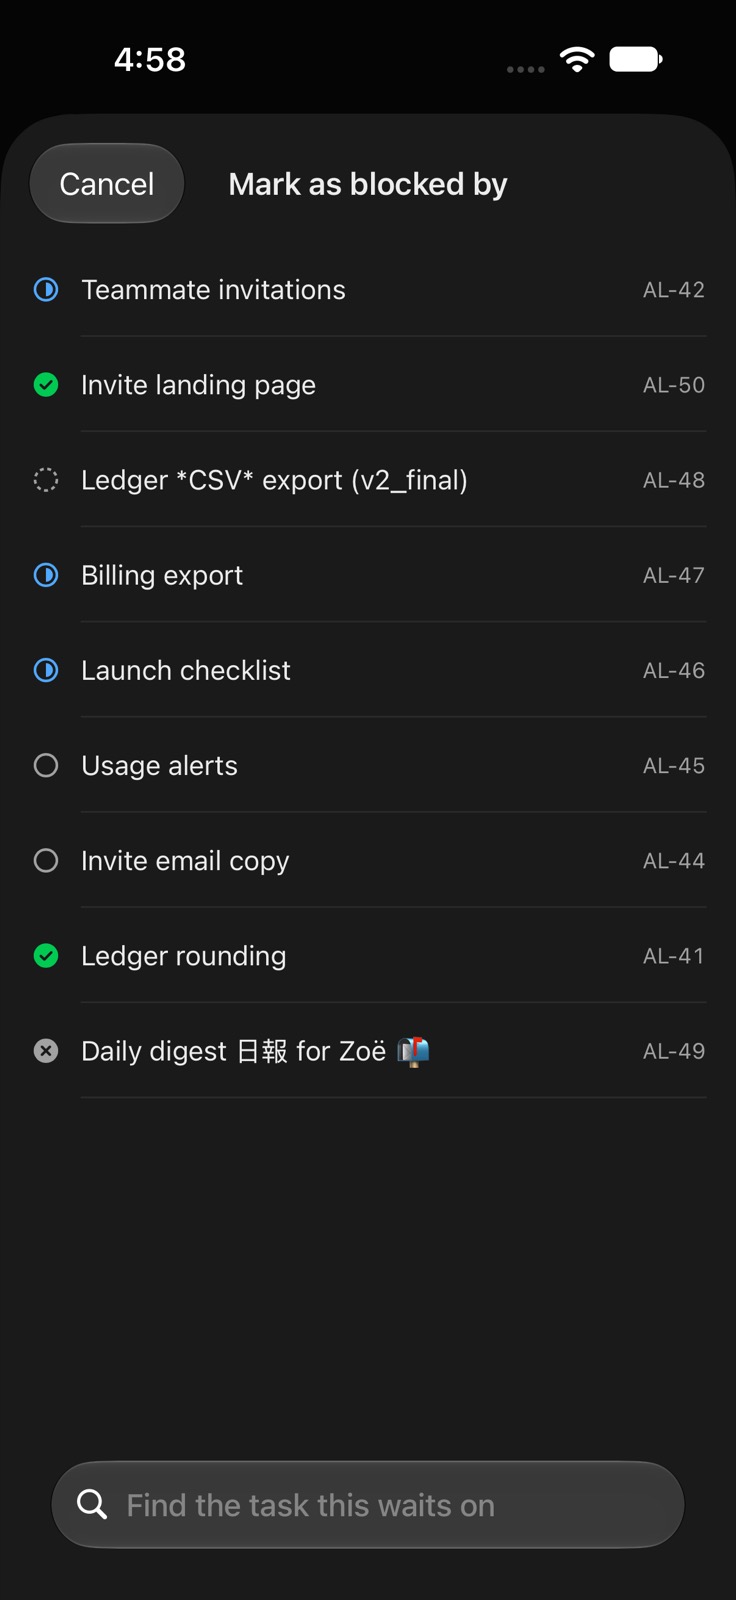 4:58
Cancel
Mark as blocked by
Teammate invitations AL-42
Invite landing page AL-50
Ledger *CSV* export (v2_final) AL-48
Billing export AL-47
Launch checklist AL-46
Usage alerts AL-45
Invite email copy AL-44
Ledger rounding AL-41
Daily digest 日報 for Zoë 📬 AL-49
Find the task this waits on